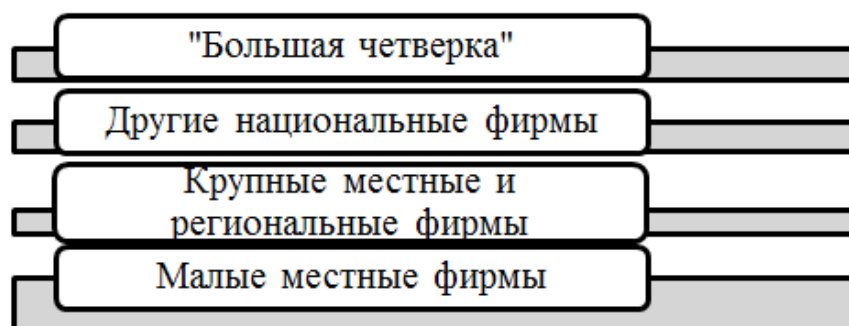 "Большая четверка"
Другие национальные фирмы
Крупные местные и
региональные фирмы
Малые местные фирмы